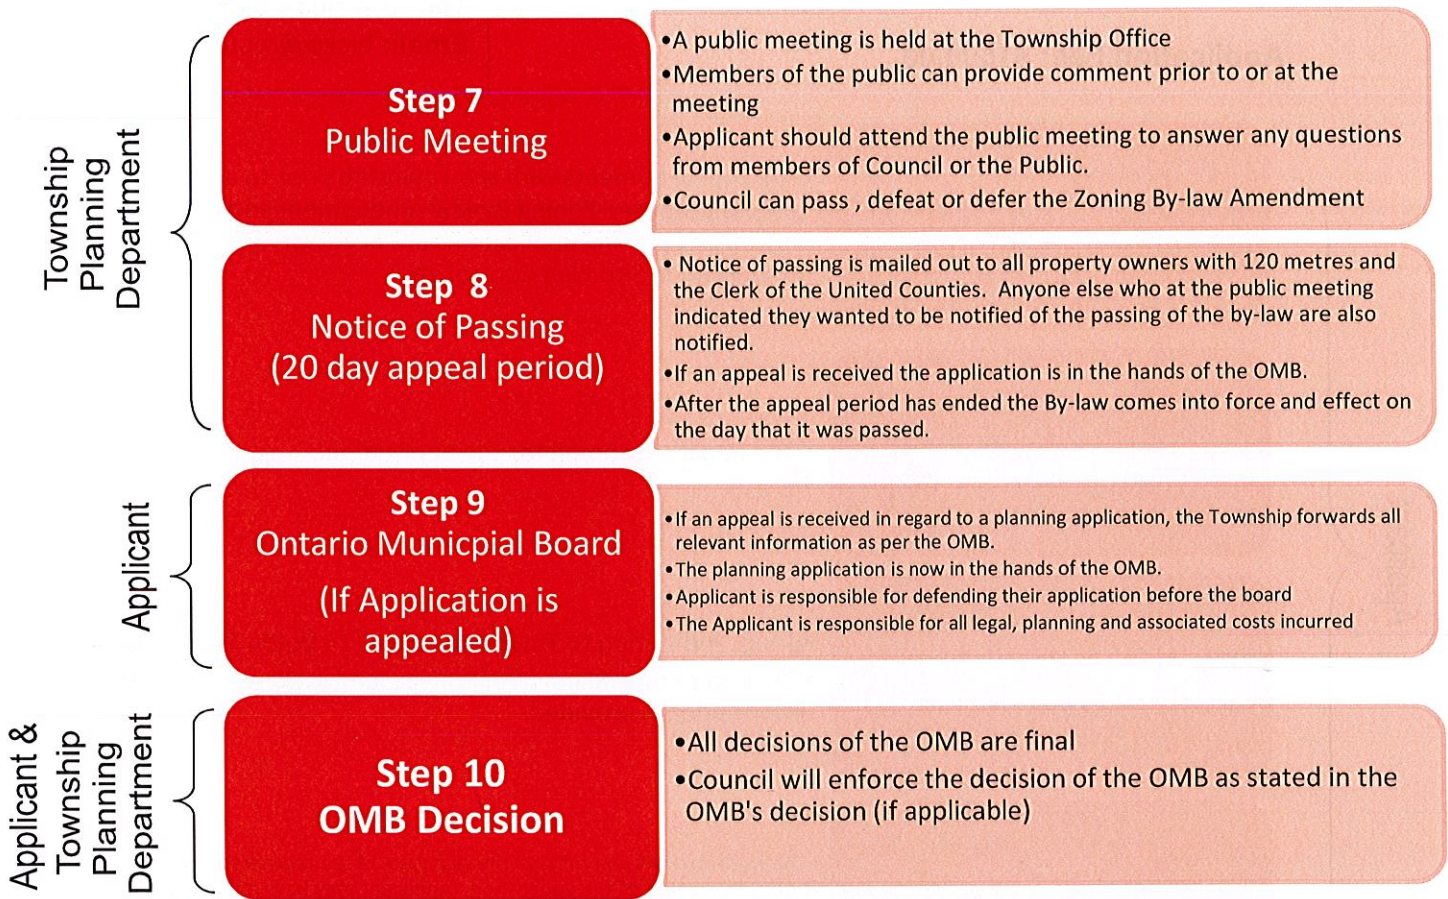 Township
Planning
Department
Step 7
Public Meeting
•A public meeting is held at the Township Office
•Members of the public can provide comment prior to or at the
meeting
•Applicant should attend the public meeting to answer any questions
from members of Council or the Public.
•Council can pass , defeat or defer the Zoning By-law Amendment
Step 8
Notice of Passing
(20 day appeal period)
• Notice of passing is mailed out to all property owners with 120 metres and
the Clerk of the United Counties. Anyone else who at the public meeting
indicated they wanted to be notified of the passing of the by-law are also
notified.
•If an appeal is received the application is in the hands of the OMB.
•After the appeal period has ended the By-law comes into force and effect on
the day that it was passed.
Applicant
Step 9
Ontario Municpial Board
(If Application is
appealed)
•If an appeal is received in regard to a planning application, the Township forwards all
relevant information as per the OMB.
•The planning application is now in the hands of the OMB.
•Applicant is responsible for defending their application before the board
•The Applicant is responsible for all legal, planning and associated costs incurred
Applicant &
Township
Planning
Department
Step 10
OMB Decision
•All decisions of the OMB are final
•Council will enforce the decision of the OMB as stated in the
OMB's decision (if applicable)